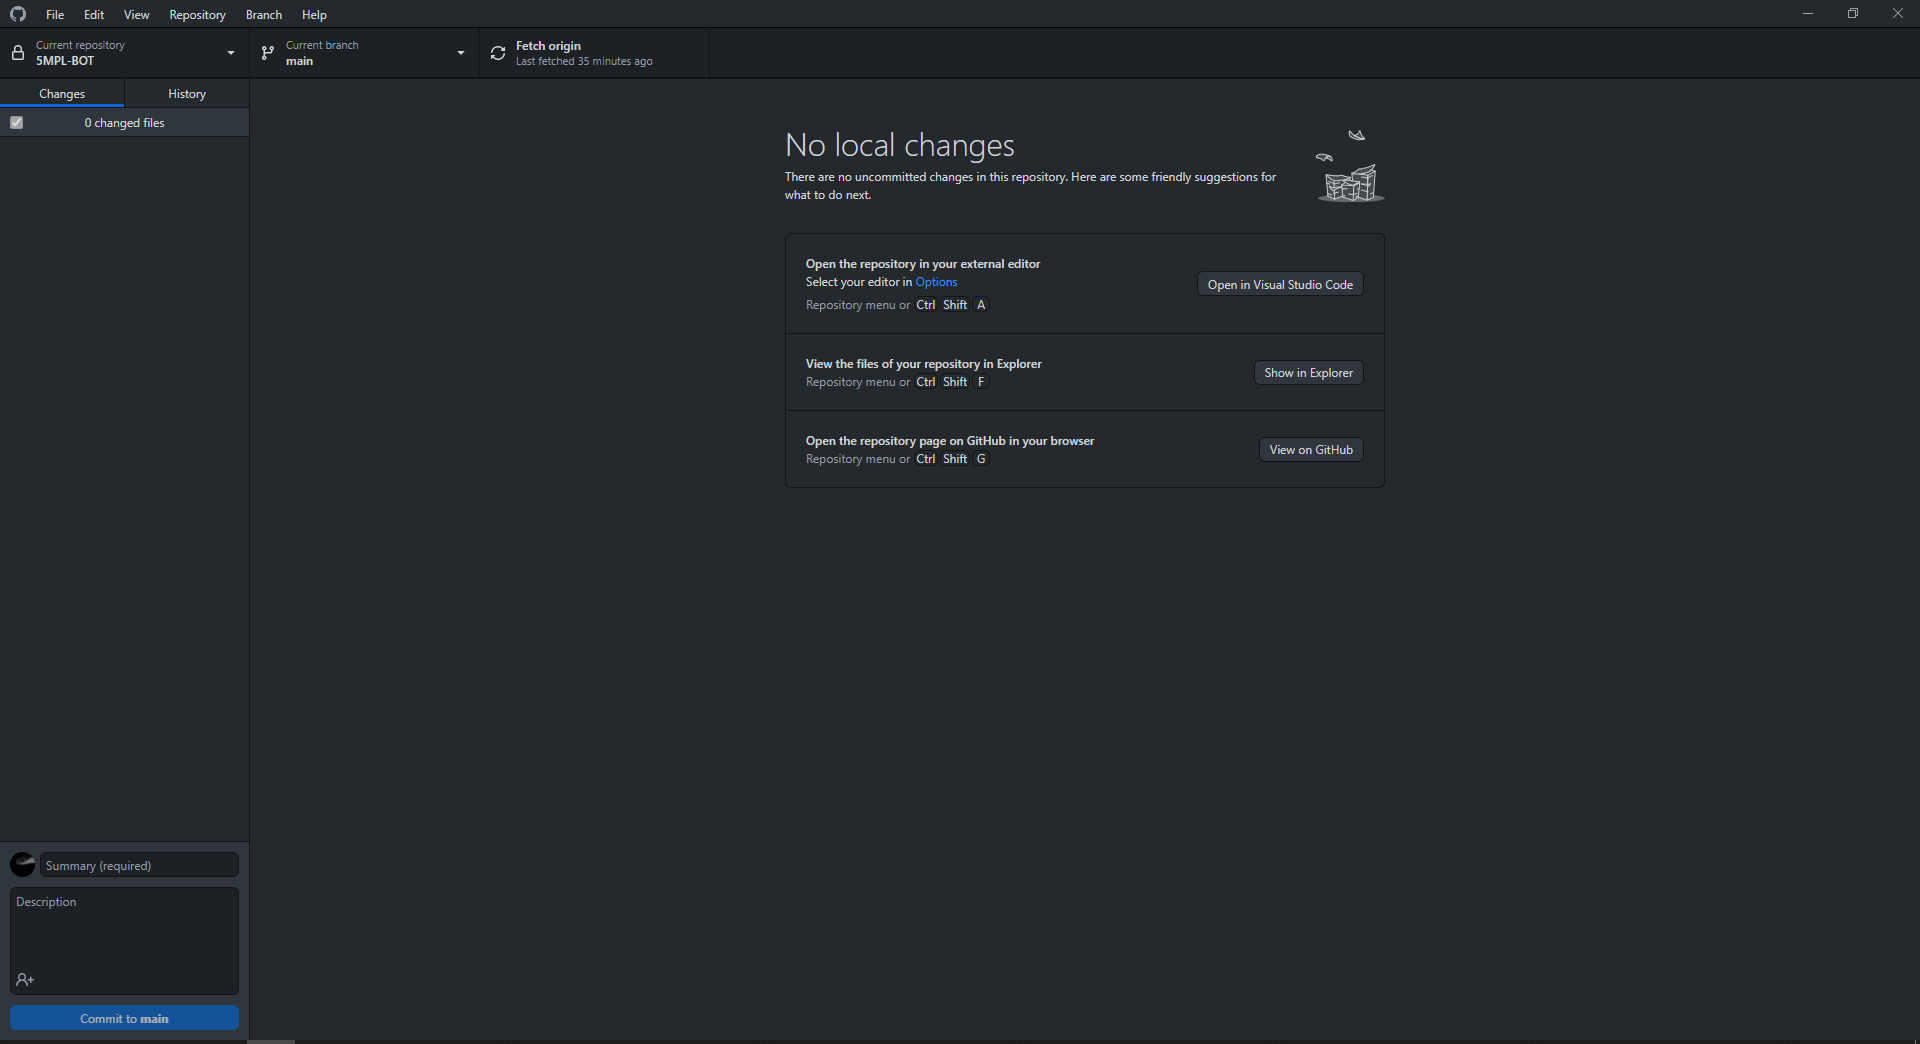 File Edit View Repository Branch Help
Current repository
5MPL-BOT
Current branch
main
Fetch origin
Last fetched 35 minutes ago
Changes
History
0 changed files
No local changes
There are no uncommitted changes in this repository. Here are some friendly suggestions for
what to do next.
Open the repository in your external editor
Select your editor in Options
Repository menu or Ctrl Shift A
Open in Visual Studio Code
View the files of your repository in Explorer
Repository menu or Ctrl Shift F
Show in Explorer
Open the repository page on GitHub in your browser
Repository menu or Ctrl Shift G
View on GitHub
Summary (required)
Description
Commit to main